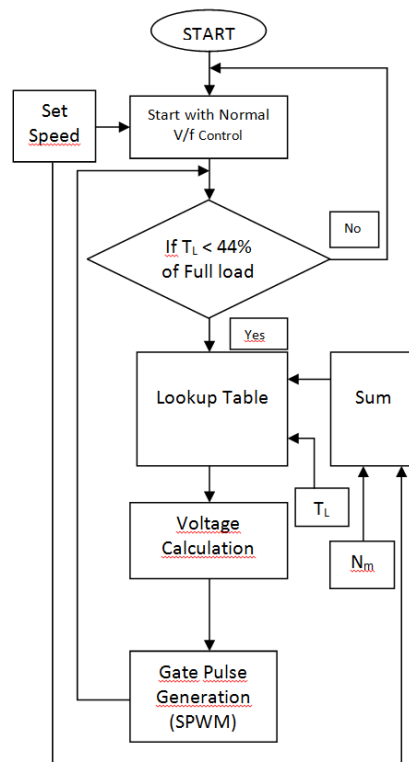 START
Set
Speed
Start with Normal
V/f Control
If TL < 44%
of Full load
No
Yes
Lookup Table
Sum
TL
Nm
Voltage
Calculation
Gate Pulse
Generation
(SPWM)